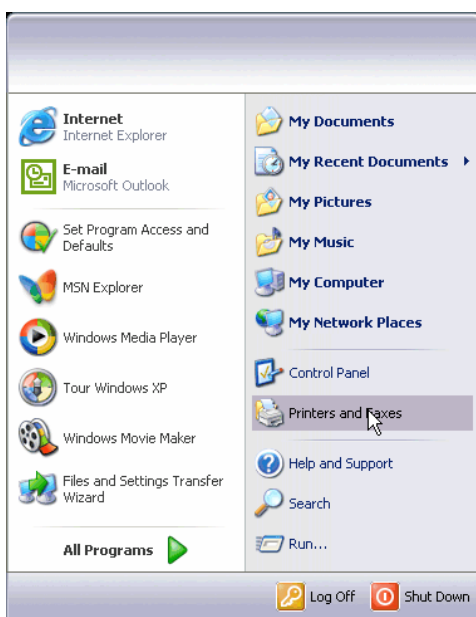 Internet
Internet Explorer
E-mail
Microsoft Outlook
Set Program Access and
Defaults
MSN Explorer
Windows Media Player
Tour Windows XP
Windows Movie Maker
Files and Settings Transfer
Wizard
All Programs
My Documents
My Recent Documents
My Pictures
My Music
My Computer
My Network Places
Control Panel
Printers and Faxes
Help and Support
Search
Run...
Log Off
Shut Down